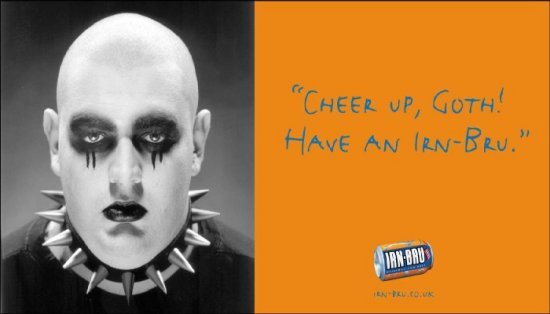 “CHEER UP, GOTH!
HAVE AN IRN-BRU.”
IRN-BRU
IRN-BRU.CO.UK